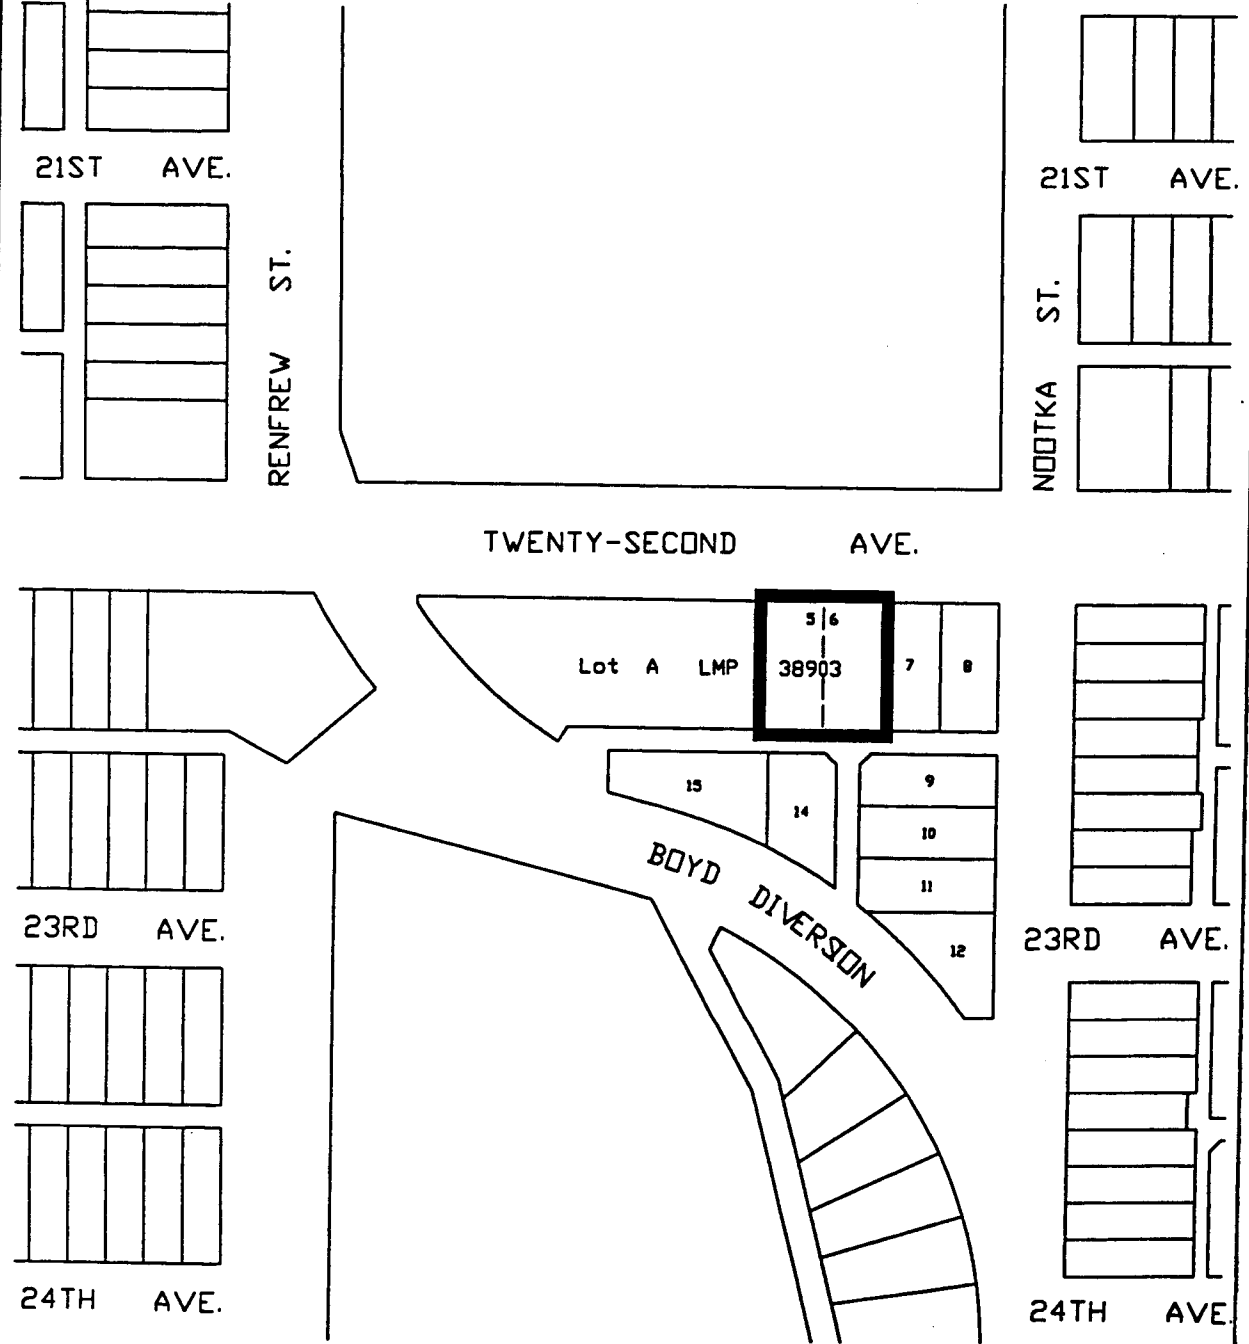 21ST AVE.
21ST AVE.
RENFREW ST.
NOOTKA ST.
TWENTY-SECOND AVE.
5 6
Lot A LMP 38903
7
8
15
14
9
10
11
12
BOYD DIVERSION
23RD AVE.
23RD AVE.
24TH AVE.
24TH AVE.